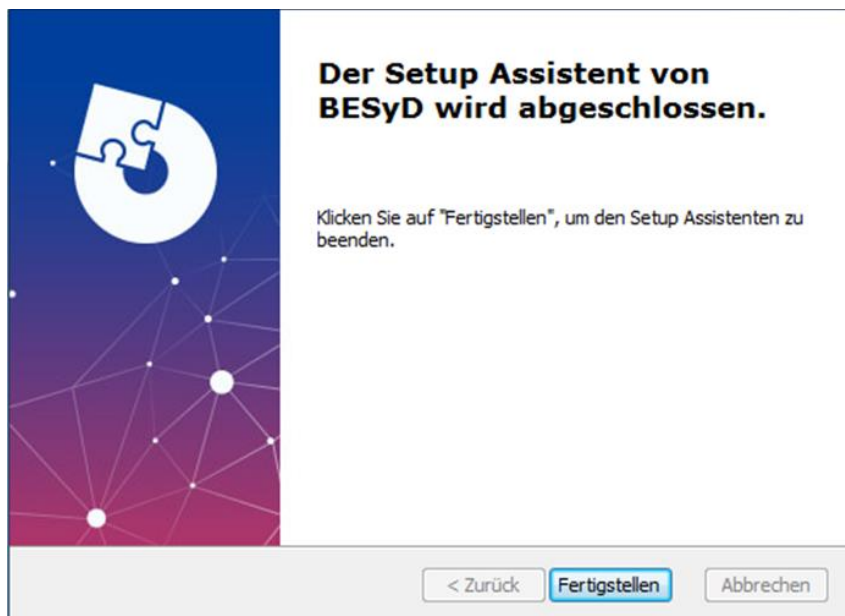 Der Setup Assistent von
BESyD wird abgeschlossen.
Klicken Sie auf "Fertigstellen", um den Setup Assistenten zu
beenden.
< Zurück Fertigstellen Abbrechen